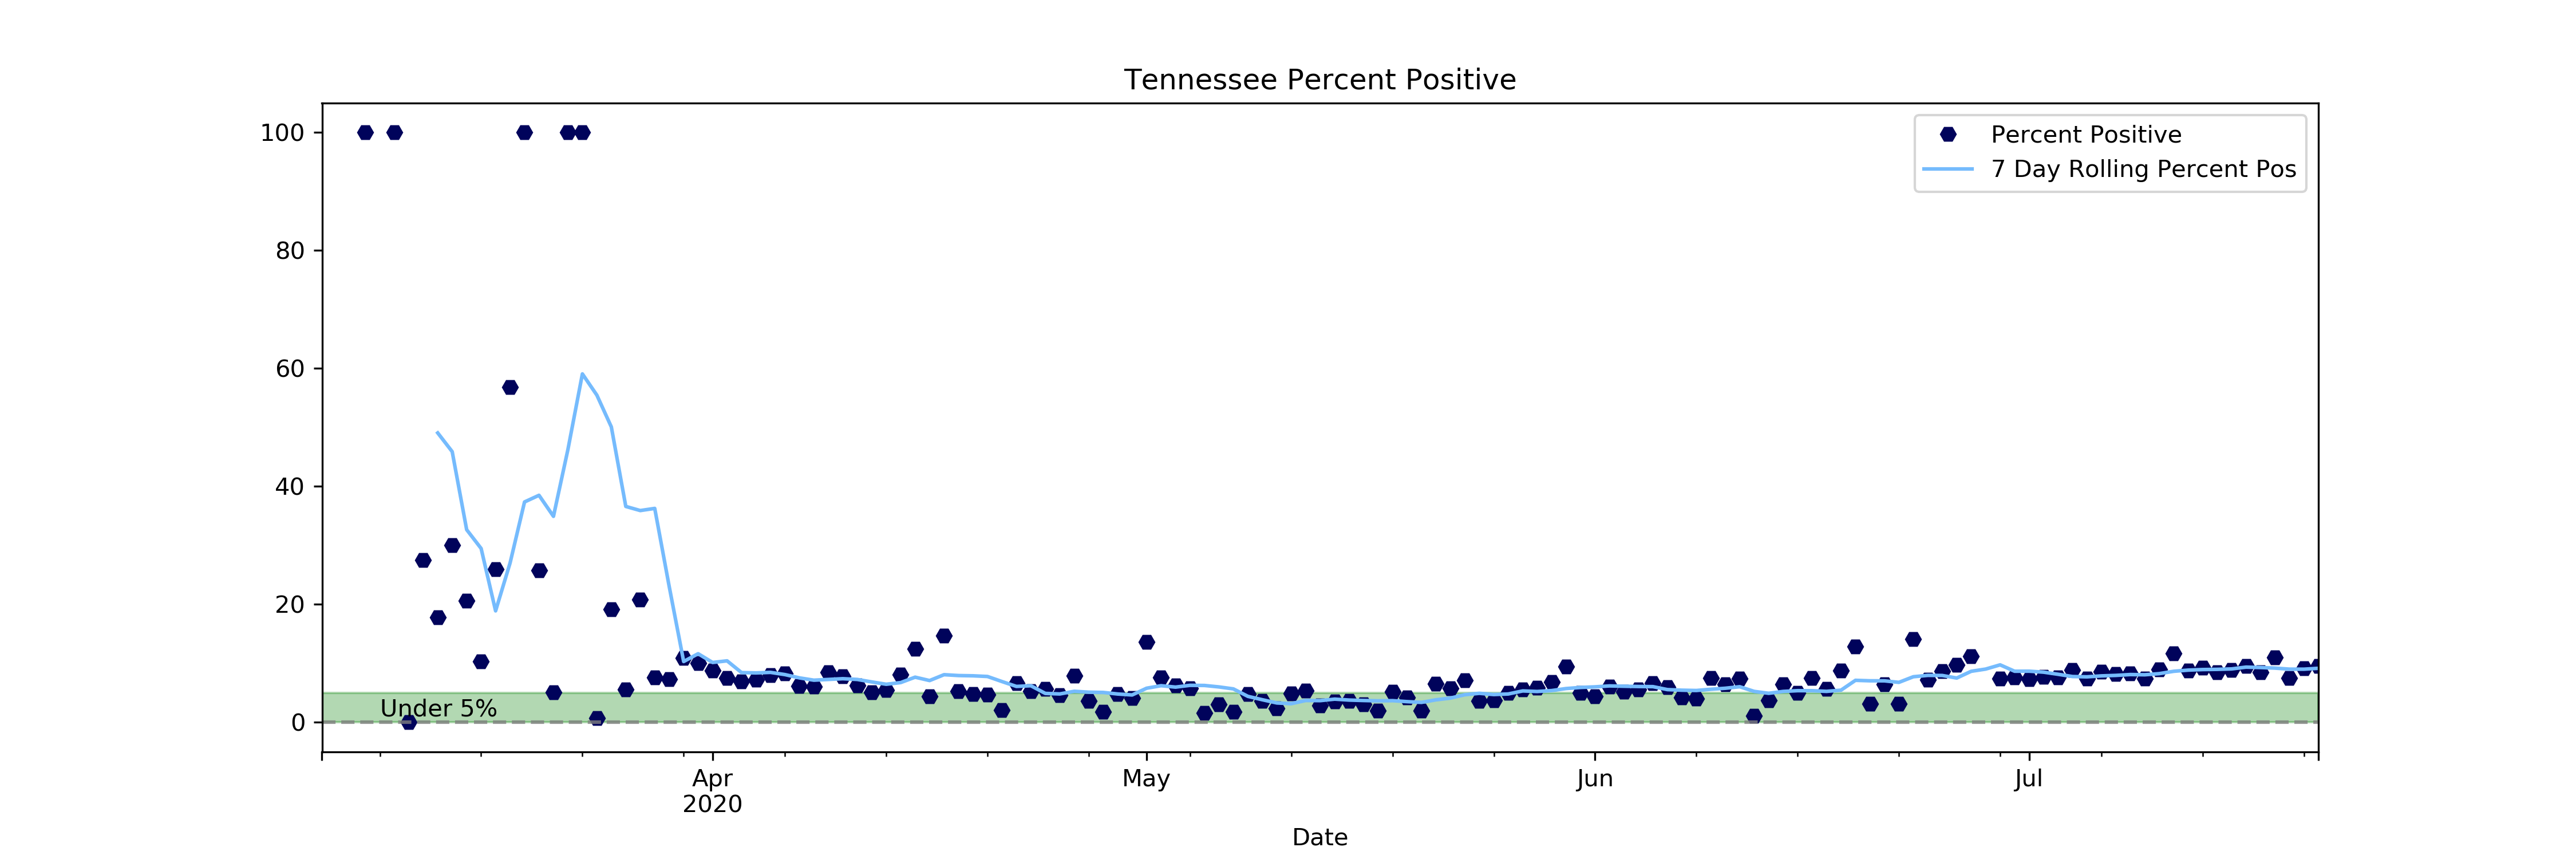 Tennessee Percent Positive
100
80
60
40
20
0
Percent Positive
7 Day Rolling Percent Pos
Under 5%
Apr
2020
May
Jun
Jul
Date